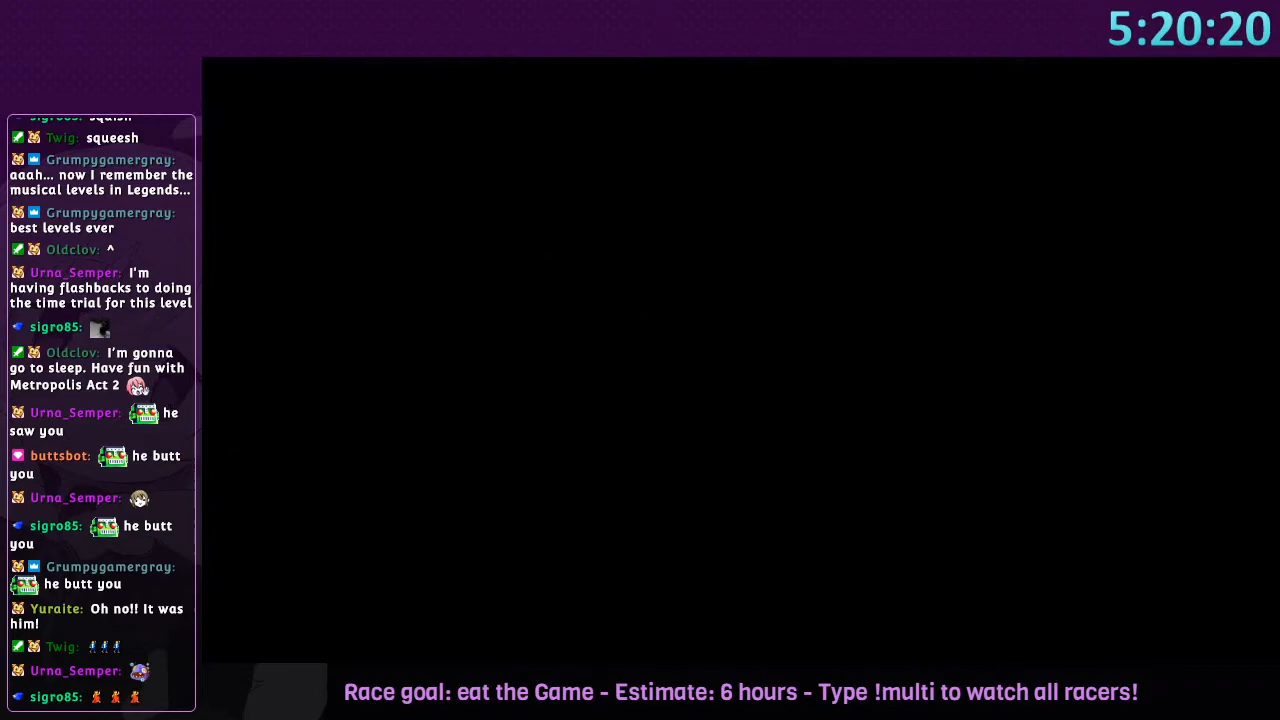 5:20:20
sigro85: squish
Twig: squeesh
Grumpygamergray:
aaah... now I remember the
musical levels in Legends...
Grumpygamergray:
best levels ever
Oldclov: ^
Urna_Semper: I'm
having flashbacks to doing
the time trial for this level
sigro85:
Oldclov: I'm gonna
go to sleep. Have fun with
Metropolis Act 2
Urna_Semper: he
saw you
buttsbot: he butt
you
Urna_Semper:
sigro85: he butt
you
Grumpygamergray:
he butt you
Yuraite: Oh no!! It was
him!
Twig:
Urna_Semper:
sigro85:
Race goal: eat the Game - Estimate: 6 hours - Type !multi to watch all racers!